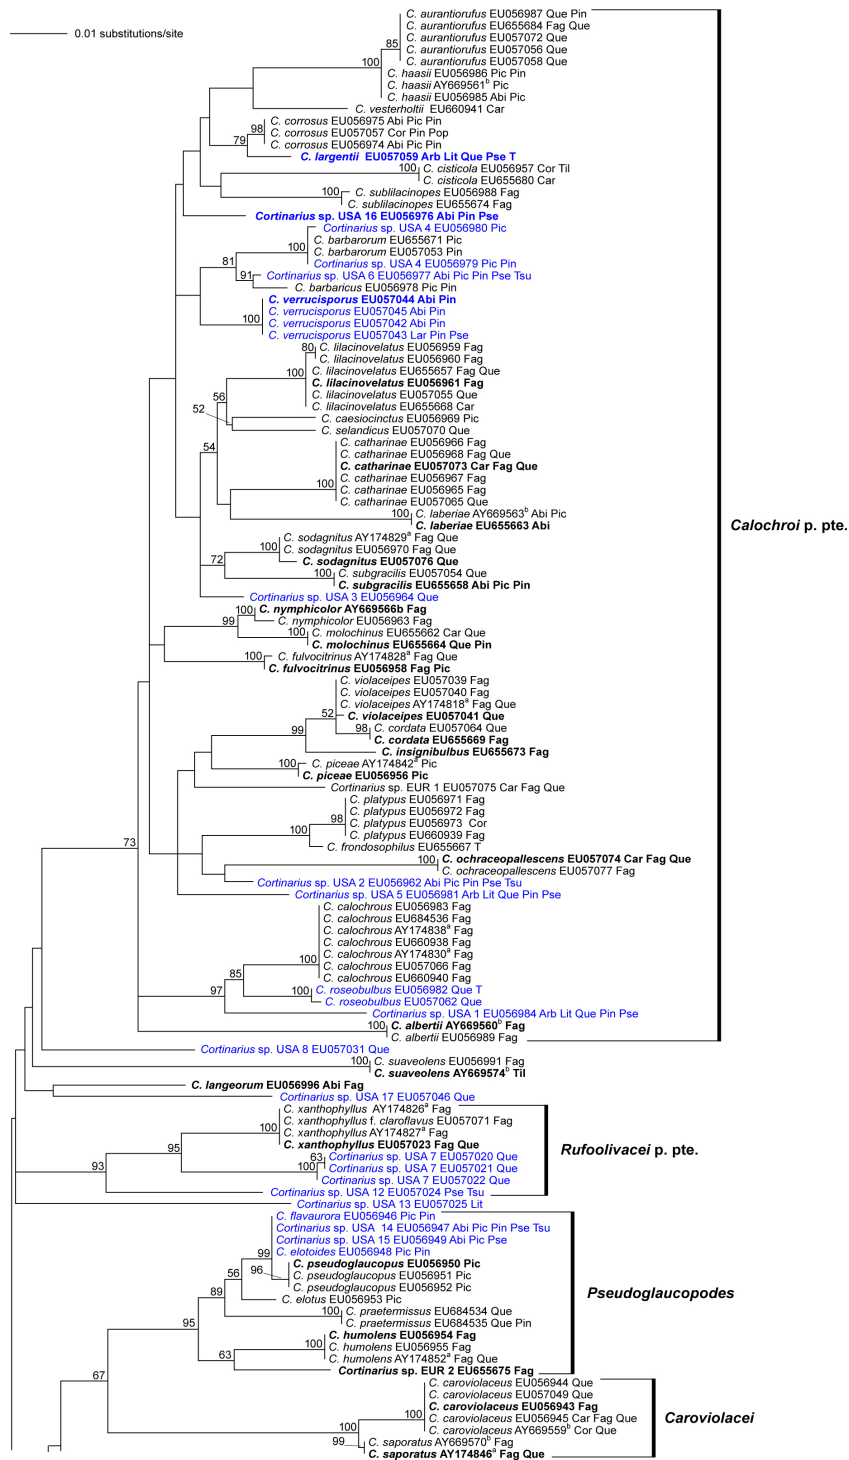 C. aurantiorufus EU056987 Que Pin
C. aurantiorufus EU655684 Fag Que
0.01 substitutions/site
C. aurantiorufus EU057072 Que
85
C. aurantiorufus EU057056 Que
C. aurantiorufus EU057058 Que
100
C. haasii EU056986 Pic Pin
C. haasii AY669561b Pic
C. haasii EU056985 Abi Pic
C. vesterholtii EU660941 Car
C. corrosus EU056975 Abi Pic Pin
98
C. corrosus EU057057 Cor Pin Pop
79
C. corrosus EU056974 Abi Pic Pin
C. largentii EU057059 Arb Lit Que Pse T
100
C. cisticola EU056957 Cor Til
C. cisticola EU655680 Car
100
C. sublilacinopes EU056988 Fag
C. sublilacinopes EU655674 Fag
Cortinarius sp. USA 16 EU056976 Abi Pin Pse
Cortinarius sp. USA 4 EU056980 Pic
C. barbarorum EU655671 Pic
100
C. barbarorum EU057053 Pin
81
Cortinarius sp. USA 4 EU056979 Pic Pin
91
Cortinarius sp. USA 6 EU056977 Abi Pic Pin Pse Tsu
C. barbaricus EU056978 Pic Pin
C. verrucisporus EU057044 Abi Pin
C. verrucisporus EU057045 Abi Pin
100
C. verrucisporus EU057042 Abi Pin
C. verrucisporus EU057043 Lar Pin Pse
80
C. lilacinovelatus EU056959 Fag
C. lilacinovelatus EU056960 Fag
100
C. lilacinovelatus EU655657 Fag Que
C. lilacinovelatus EU056961 Fag
56
C. lilacinovelatus EU057055 Que
52
C. lilacinovelatus EU655668 Car
C. caesiocinctus EU056969 Pic
C. selandicus EU057070 Que
54
C. catharinae EU056966 Fag
C. catharinae EU056968 Fag Que
C. catharinae EU057073 Car Fag Que
100
C. catharinae EU056967 Fag
C. catharinae EU056965 Fag
C. catharinae EU057065 Que
100
C. laberiae AY669563b Abi Pic
C. laberiae EU655663 Abi
Calochroi p. pte.
C. sodagnitus AY174829a Fag Que
100
C. sodagnitus EU056970 Fag Que
72
C. sodagnitus EU057076 Que
100
C. subgracilis EU057054 Que
C. subgracilis EU655658 Abi Pic Pin
Cortinarius sp. USA 3 EU056964 Que
100
C. nymphicolor AY669566b Fag
99
C. nymphicolor EU056963 Fag
100
C. molochinus EU655662 Car Que
C. molochinus EU655664 Que Pin
100
C. fulvocitrinus AY174828a Fag Que
C. fulvocitrinus EU056958 Fag Pic
C. violaceipes EU057039 Fag
C. violaceipes EU057040 Fag
C. violaceipes AY174818a Fag Que
52
C. violaceipes EU057041 Que
99
98
C. cordata EU057064 Que
C. cordata EU655669 Fag
C. insignibulbus EU655673 Fag
100
C. piceae AY174842a Pic
C. piceae EU056956 Pic
Cortinarius sp. EUR 1 EU057075 Car Fag Que
C. platypus EU056971 Fag
C. platypus EU056972 Fag
98
C. platypus EU056973 Cor
100
C. platypus EU660939 Fag
C. frondosophilus EU655667 T
73
100
C. ochraceopallescens EU057074 Car Fag Que
C. ochraceopallescens EU057077 Fag
Cortinarius sp. USA 2 EU056962 Abi Pic Pin Pse Tsu
Cortinarius sp. USA 5 EU056981 Arb Lit Que Pin Pse
C. calochrous EU056983 Fag
C. calochrous EU684536 Fag
C. calochrous AY174838a Fag
C. calochrous EU660938 Fag
100
C. calochrous AY174830a Fag
85
C. calochrous EU057066 Fag
C. calochrous EU660940 Fag
97
100
C. roseobulbus EU056982 Que T
C. roseobulbus EU057062 Que
Cortinarius sp. USA 1 EU056984 Arb Lit Que Pin Pse
100
C. albertii AY669560b Fag
C. albertii EU056989 Fag
Cortinarius sp. USA 8 EU057031 Que
100
C. suaveolens EU056991 Fag
C. suaveolens AY669574b Til
C. langeorum EU056996 Abi Fag
Cortinarius sp. USA 17 EU057046 Que
C. xanthophyllus AY174826a Fag
C. xanthophyllus f. claroflavus EU057071 Fag
100
C. xanthophyllus AY174827a Fag
95
C. xanthophyllus EU057023 Fag Que
Rufoolivacei p. pte.
63
Cortinarius sp. USA 7 EU057020 Que
93
100
Cortinarius sp. USA 7 EU057021 Que
Cortinarius sp. USA 7 EU057022 Que
Cortinarius sp. USA 12 EU057024 Pse Tsu
Cortinarius sp. USA 13 EU057025 Lit
C. flavaurora EU056946 Pic Pin
Cortinarius sp. USA 14 EU056947 Abi Pic Pin Pse Tsu
Cortinarius sp. USA 15 EU056949 Abi Pic Pse
99
C. elotoides EU056948 Pic Pin
96
C. pseudoglaucopus EU056950 Pic
56
C. pseudoglaucopus EU056951 Pic
C. pseudoglaucopus EU056952 Pic
89
C. elotus EU056953 Pic
Pseudoglaucopodes
100
C. praetermissus EU684534 Que
C. praetermissus EU684535 Que Pin
95
C. humolens EU056954 Fag
100
C. humolens EU056955 Fag
63
C. humolens AY174852a Fag Que
Cortinarius sp. EUR 2 EU655675 Fag
67
C. caroviolaceus EU056944 Que
C. caroviolaceus EU057049 Que
C. caroviolaceus EU056943 Fag
100
C. caroviolaceus EU056945 Car Fag Que
Caroviolacei
100
C. caroviolaceus AY669559b Cor Que
99
C. saporatus AY669570b Fag
C. saporatus AY174846a Fag Que